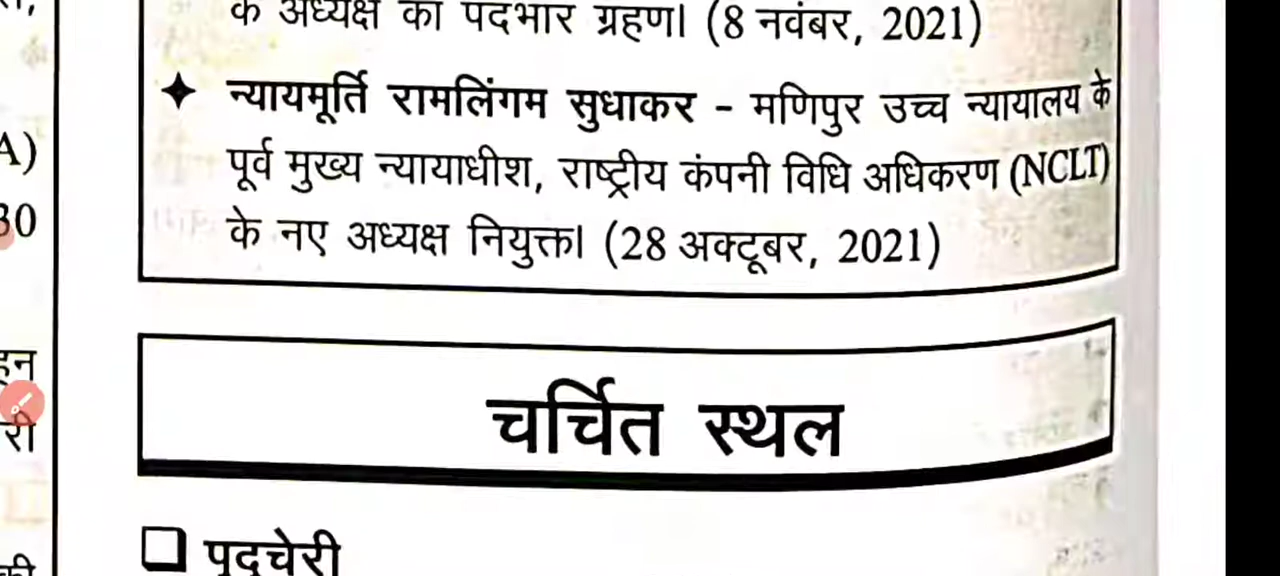 के अध्यक्ष का पदभार ग्रहण। (8 नवंबर, 2021)
✦ न्यायमूर्ति रामलिंगम सुधाकर - मणिपुर उच्च न्यायालय के
पूर्व मुख्य न्यायाधीश, राष्ट्रीय कंपनी विधि अधिकरण (NCLT)
के नए अध्यक्ष नियुक्त। (28 अक्टूबर, 2021)
चर्चित स्थल
❑ पुदुचेरी
A)
30
री
की